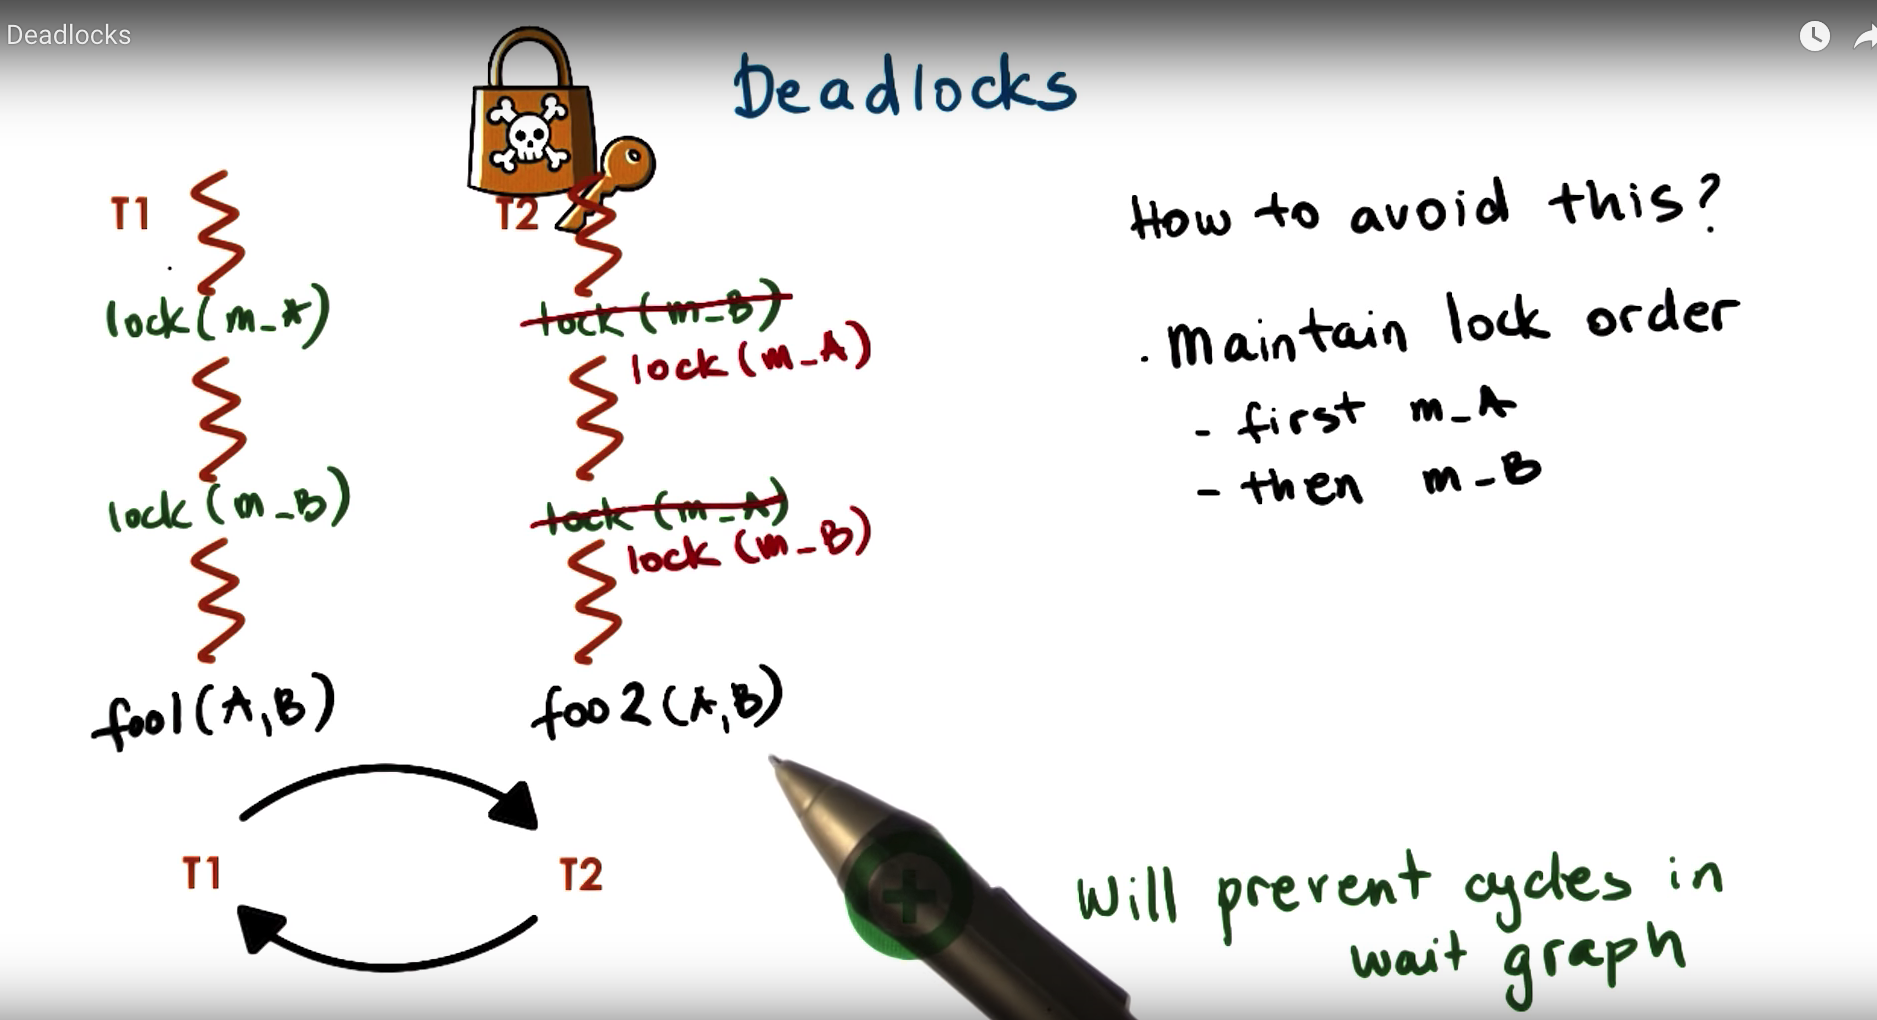 Deadlocks
Deadlocks
T1
T2
lock(m_A)
lock(m_B)
lock(m_A)
lock(m_B)
lock(m_A)
lock(m_B)
foo1(A,B)
foo2(A,B)
T1
T2
How to avoid this?
. Maintain lock order
- first m_A
- then m_B
Will prevent cycles in
wait graph